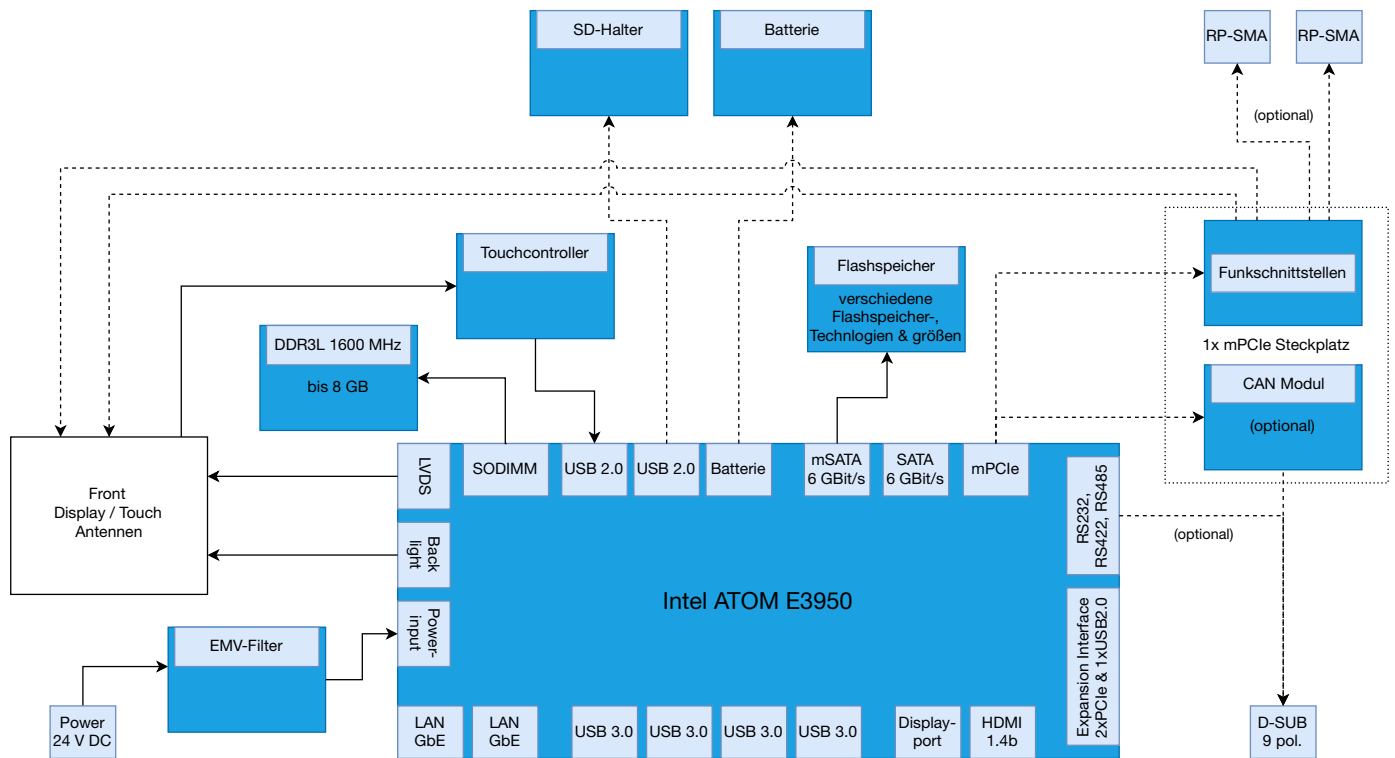 SD-Halter
Batterie
RP-SMA
RP-SMA
(optional)
Touchcontroller
Flashspeicher
verschiedene
Flashspeicher-,
Technlogien & größen
Funkschnittstellen
1x mPCIe Steckplatz
CAN Modul
(optional)
DDR3L 1600 MHz
bis 8 GB
Front
Display / Touch
Antennen
LVDS
SODIMM
USB 2.0
USB 2.0
Batterie
mSATA
6 GBit/s
SATA
6 GBit/s
mPCIe
RS232,
RS422, RS485
(optional)
Back
light
Intel ATOM E3950
Power-
input
EMV-Filter
Expansion Interface
2xPCIe & 1xUSB2.0
Power
24 V DC
LAN
GbE
LAN
GbE
USB 3.0
USB 3.0
USB 3.0
USB 3.0
Display-
port
HDMI
1.4b
D-SUB
9 pol.